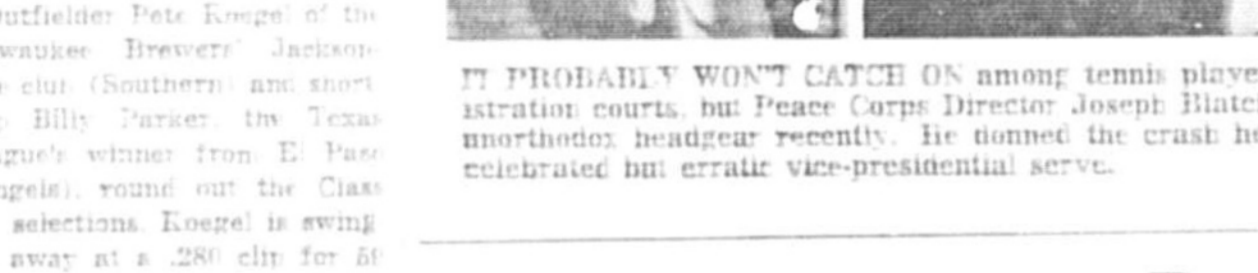 outfielder Pete Koegel of the
waukee Brewers' Jackson-
e club (Southern) and short-
Billy Parker, the Texas
ague's winner from El Paso
ngels), round out the Class
selections. Koegel is swing-
away at a .280 clip for
IT PROBABLY WON'T CATCH ON among tennis playe
istration courts, but Peace Corps Director Joseph Blatc
unorthodox headgear recently. He donned the crash he
celebrated but erratic vice-presidential serve.